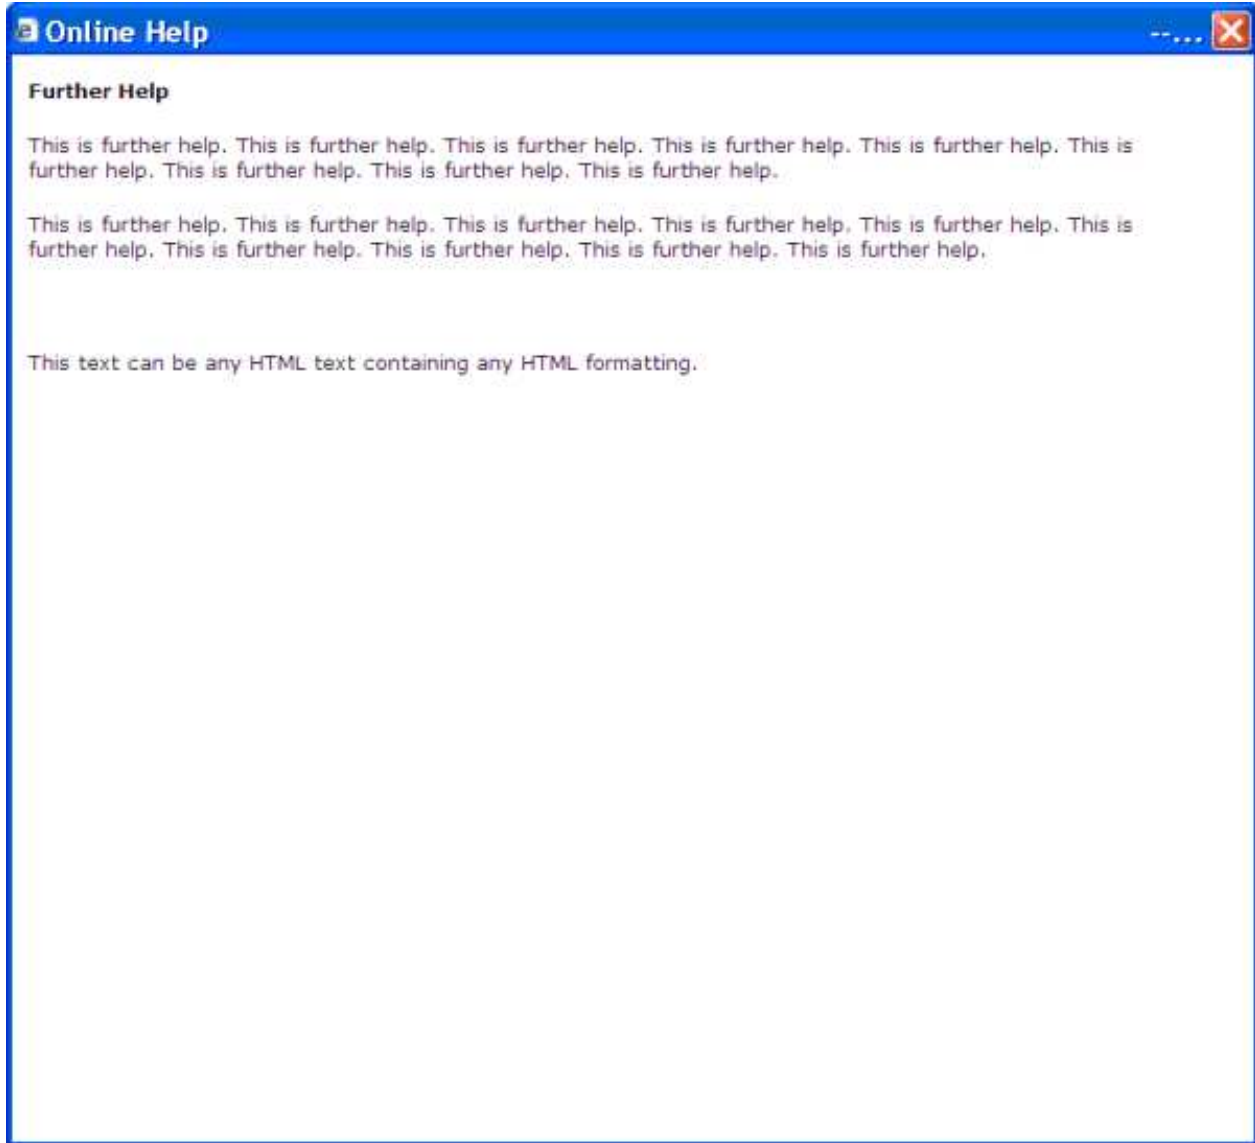 Online Help --...
Further Help
This is further help. This is further help. This is further help. This is further help. This is further help. This is
further help. This is further help. This is further help. This is further help.
This is further help. This is further help. This is further help. This is further help. This is further help. This is
further help. This is further help. This is further help. This is further help. This is further help.
This text can be any HTML text containing any HTML formatting.